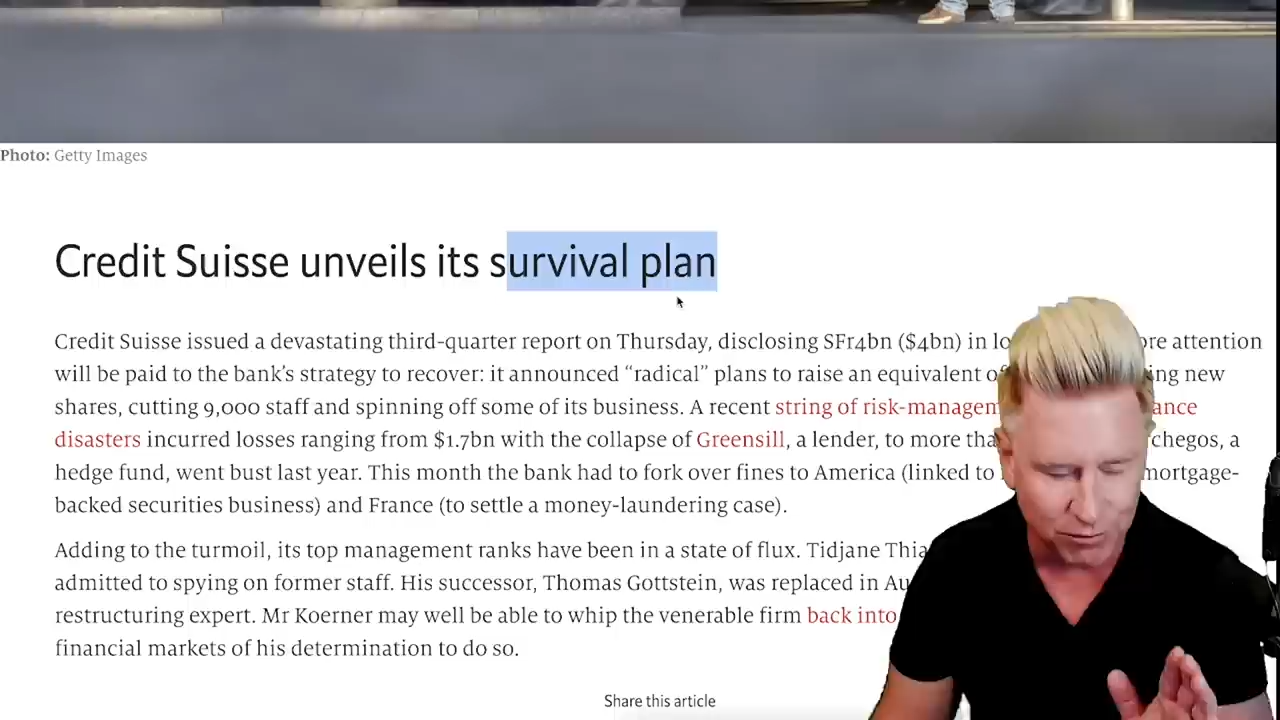 Photo: Getty Images
Credit Suisse unveils its survival plan
Credit Suisse issued a devastating third-quarter report on Thursday, disclosing SFr4bn ($4bn) in attention
will be paid to the bank’s strategy to recover: it announced “radical” plans to raise an equivalent new
shares, cutting 9,000 staff and spinning off some of its business. A recent string of
disasters incurred losses ranging from $1.7bn with the collapse of Greensill, a lender, to more a
hedge fund, went bust last year. This month the bank had to fork over fines to America (linked to mortgage-
backed securities business) and France (to settle a money-laundering case).
Adding to the turmoil, its top management ranks have been in a state of flux. Tidjane
admitted to spying on former staff. His successor, Thomas Gottstein, was replaced in
restructuring expert. Mr Koerner may well be able to whip the venerable firm back into
financial markets of his determination to do so.
Share this article